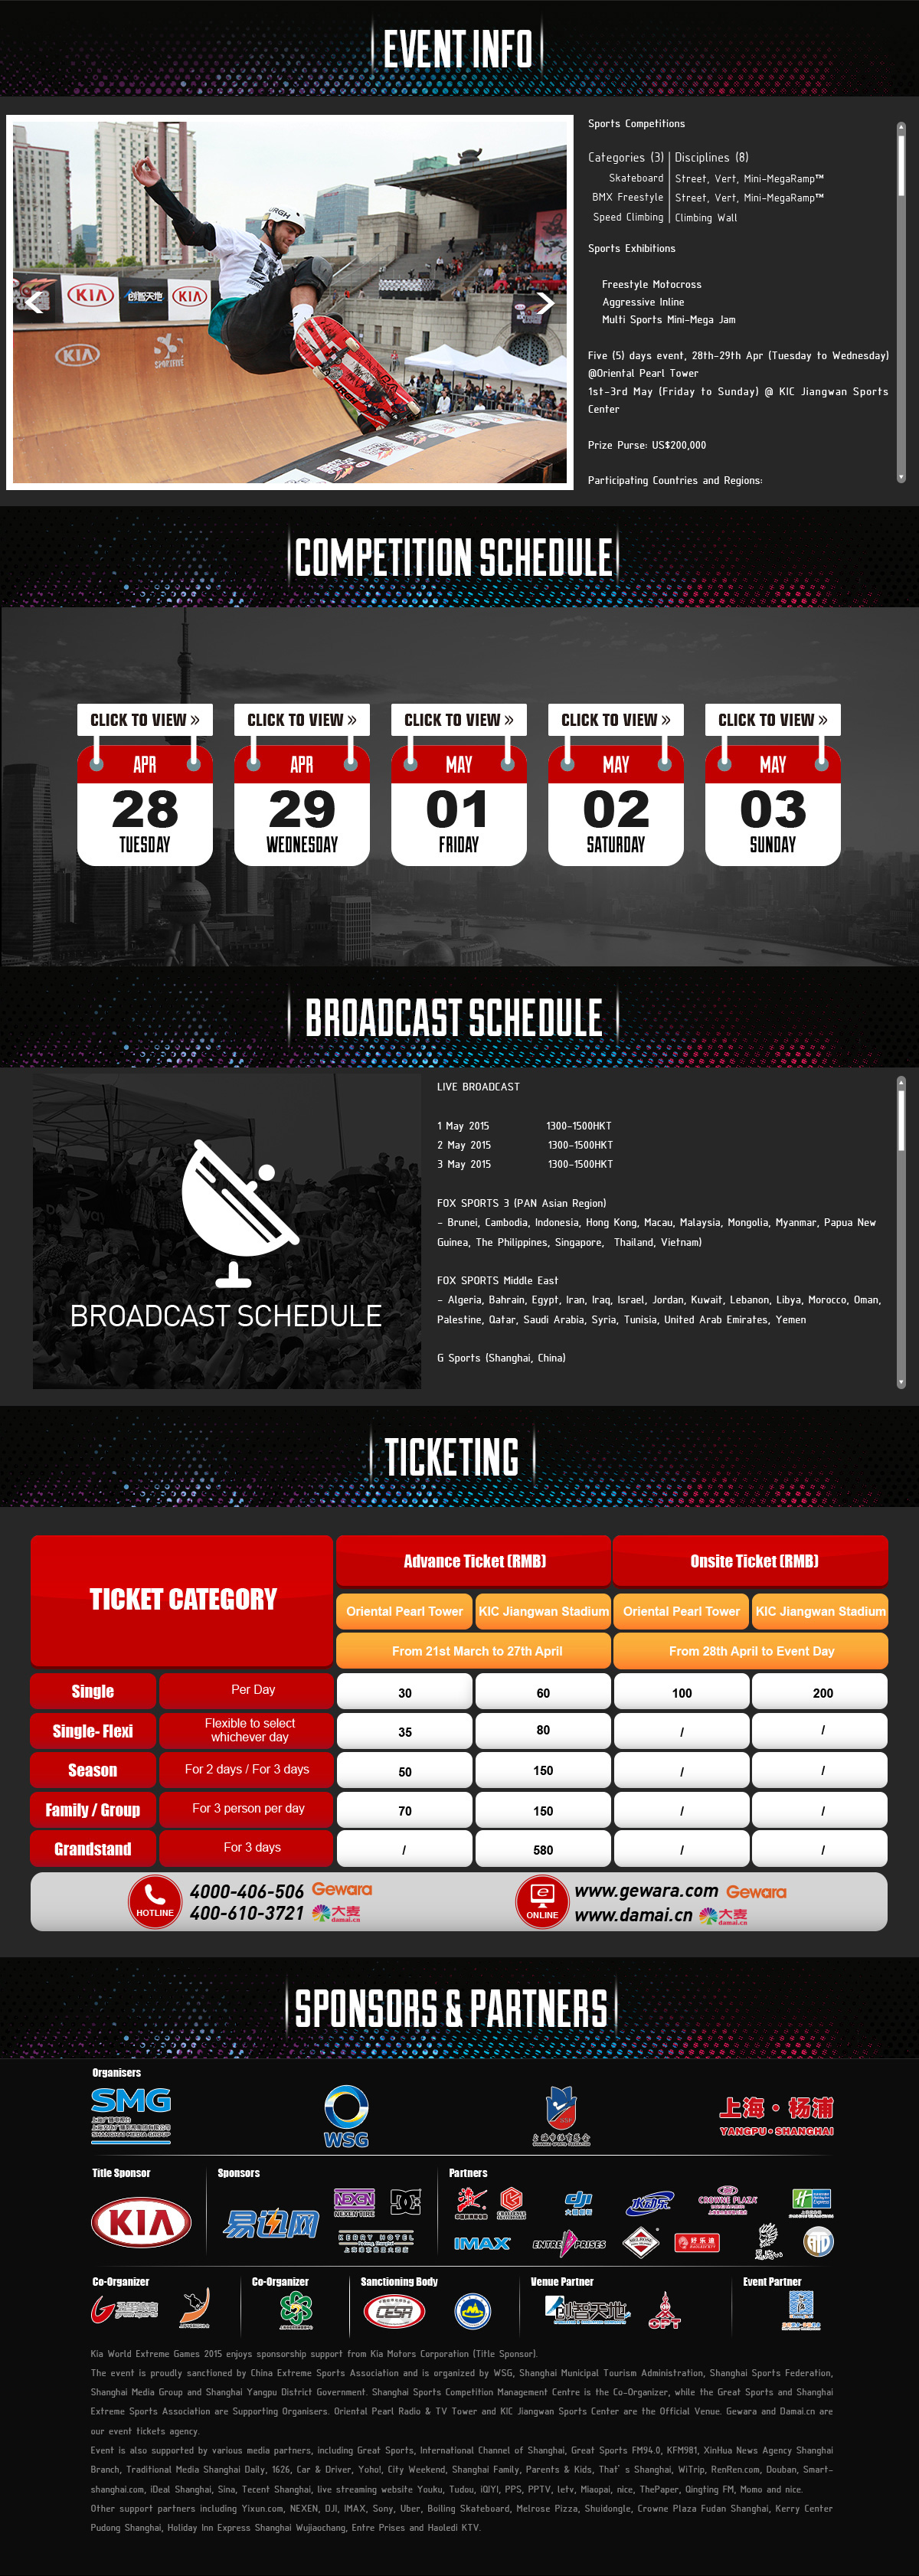 EVENT INFO
KIA
创智天地
KIA
KIA
Sports Competitions
Categories (3) Disciplines (8)
Skateboard Street, Vert, Mini-MegaRamp™
BMX Freestyle Street, Vert, Mini-MegaRamp™
Speed Climbing Climbing Wall
Sports Exhibitions
Freestyle Motocross
Aggressive Inline
Multi Sports Mini-Mega Jam
Five (5) days event, 28th-29th Apr (Tuesday to Wednesday)
@Oriental Pearl Tower
1st-3rd May (Friday to Sunday) @ KIC Jiangwan Sports
Center
Prize Purse: US$200,000
Participating Countries and Regions:
COMPETITION SCHEDULE
CLICK TO VIEW » CLICK TO VIEW » CLICK TO VIEW » CLICK TO VIEW » CLICK TO VIEW »
APR APR MAY MAY MAY
28 29 01 02 03
TUESDAY WEDNESDAY FRIDAY SATURDAY SUNDAY
BROADCAST SCHEDULE
BROADCAST SCHEDULE
LIVE BROADCAST
1 May 2015 1300-1500HKT
2 May 2015 1300-1500HKT
3 May 2015 1300-1500HKT
FOX SPORTS 3 (PAN Asian Region)
- Brunei, Cambodia, Indonesia, Hong Kong, Macau, Malaysia, Mongolia, Myanmar, Papua New
Guinea, The Philippines, Singapore, Thailand, Vietnam)
FOX SPORTS Middle East
- Algeria, Bahrain, Egypt, Iran, Iraq, Israel, Jordan, Kuwait, Lebanon, Libya, Morocco, Oman,
Palestine, Qatar, Saudi Arabia, Syria, Tunisia, United Arab Emirates, Yemen
G Sports (Shanghai, China)
TICKETING
TICKET CATEGORY
Advance Ticket (RMB) Onsite Ticket (RMB)
Oriental Pearl Tower KIC Jiangwan Stadium Oriental Pearl Tower KIC Jiangwan Stadium
From 21st March to 27th April From 28th April to Event Day
Single Per Day 30 60 100 200
Single- Flexi Flexible to select whichever day 35 80 / /
Season For 2 days / For 3 days 50 150 / /
Family / Group For 3 person per day 70 150 / /
Grandstand For 3 days / 580 / /
HOTLINE
4000-406-506 Gewara
400-610-3721 大麦 damai.cn
ONLINE
www.gewara.com Gewara
www.damai.cn 大麦 damai.cn
SPONSORS & PARTNERS
Organisers
SMG
SHANGHAI MEDIA GROUP
WSG
上海·杨浦
YANGPU·SHANGHAI
Title Sponsor Sponsors Partners
KIA
易迅网
NEXEN
NEXEN TIRE
KERRY HOTEL
dji
CROWNE PLAZA
Holiday Inn Express
IMAX
ENTRE PRISES
好乐迪
Co-Organizer Co-Organizer Sanctioning Body Venue Partner Event Partner
CESA
创智天地
OPT
Kia World Extreme Games 2015 enjoys sponsorship support from Kia Motors Corporation (Title Sponsor).
The event is proudly sanctioned by China Extreme Sports Association and is organized by WSG, Shanghai Municipal Tourism Administration, Shanghai Sports Federation,
Shanghai Media Group and Shanghai Yangpu District Government. Shanghai Sports Competition Management Centre is the Co-Organizer, while the Great Sports and Shanghai
Extreme Sports Association are Supporting Organisers. Oriental Pearl Radio & TV Tower and KIC Jiangwan Sports Center are the Official Venue. Gewara and Damai.cn are
our event tickets agency.
Event is also supported by various media partners, including Great Sports, International Channel of Shanghai, Great Sports FM94.0, KFM981, XinHua News Agency Shanghai
Branch, Traditional Media Shanghai Daily, 1626, Car & Driver, Yoho!, City Weekend, Shanghai Family, Parents & Kids, That' s Shanghai, WiTrip, RenRen.com, Douban, Smart-
shanghai.com, iDeal Shanghai, Sina, Tecent Shanghai, live streaming website Youku, Tudou, iQIYI, PPS, PPTV, letv, Miaopai, nice, ThePaper, Qingting FM, Momo and nice.
Other support partners including Yixun.com, NEXEN, DJI, IMAX, Sony, Uber, Boiling Skateboard, Melrose Pizza, Shuidongle, Crowne Plaza Fudan Shanghai, Kerry Center
Pudong Shanghai, Holiday Inn Express Shanghai Wujiaochang, Entre Prises and Haoledi KTV.